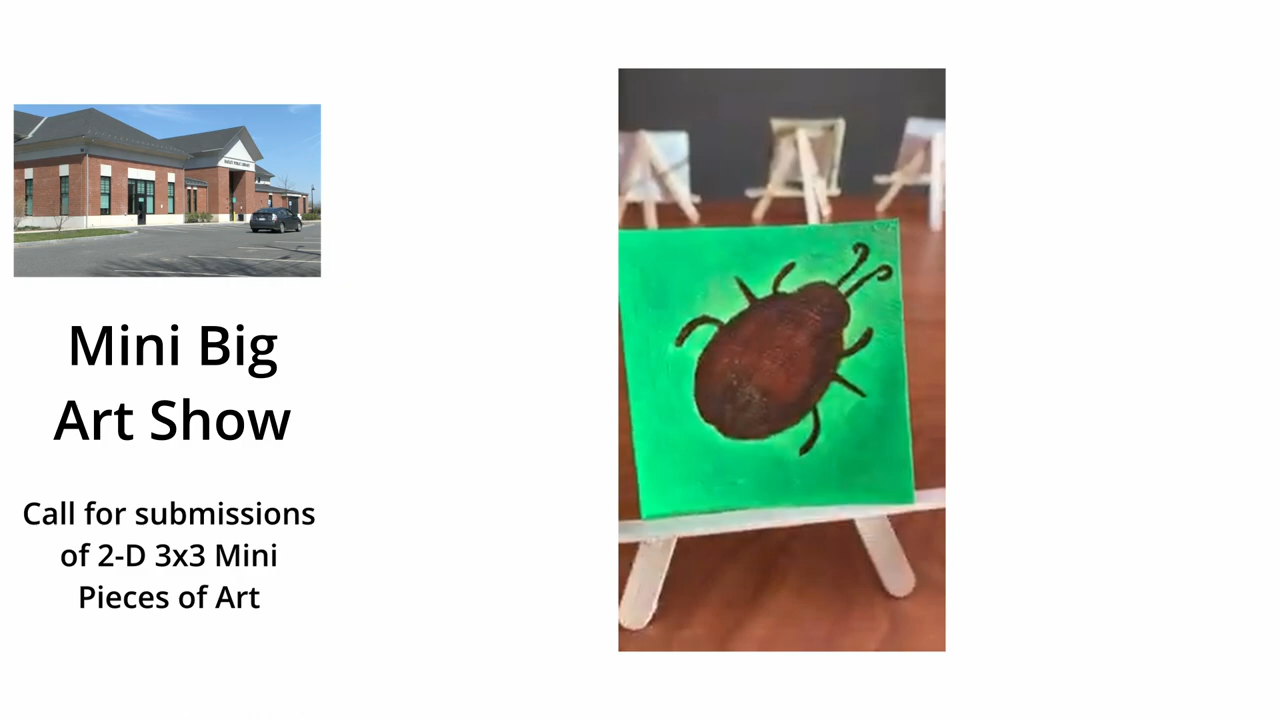 Mini Big
Art Show
Call for submissions
of 2-D 3x3 Mini
Pieces of Art